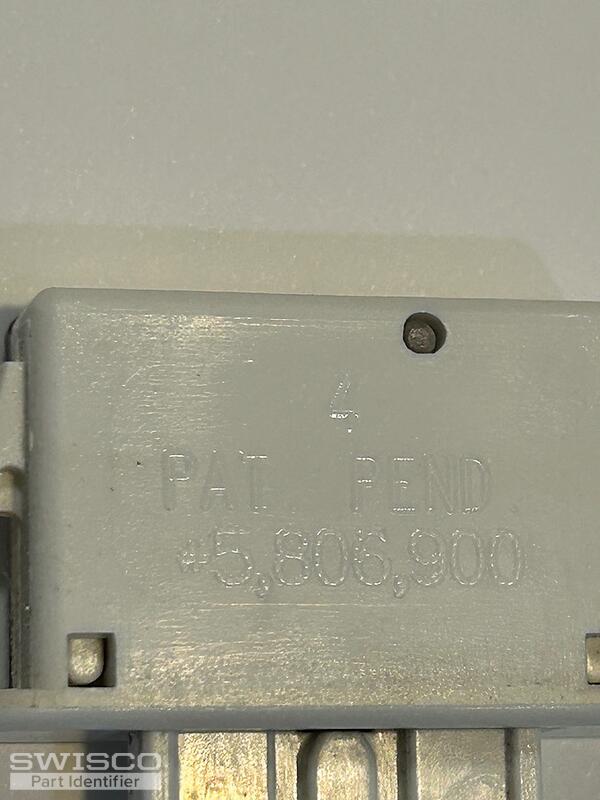 4
PAT. PEND.
#5,806,900
SWISCO
Part Identifier